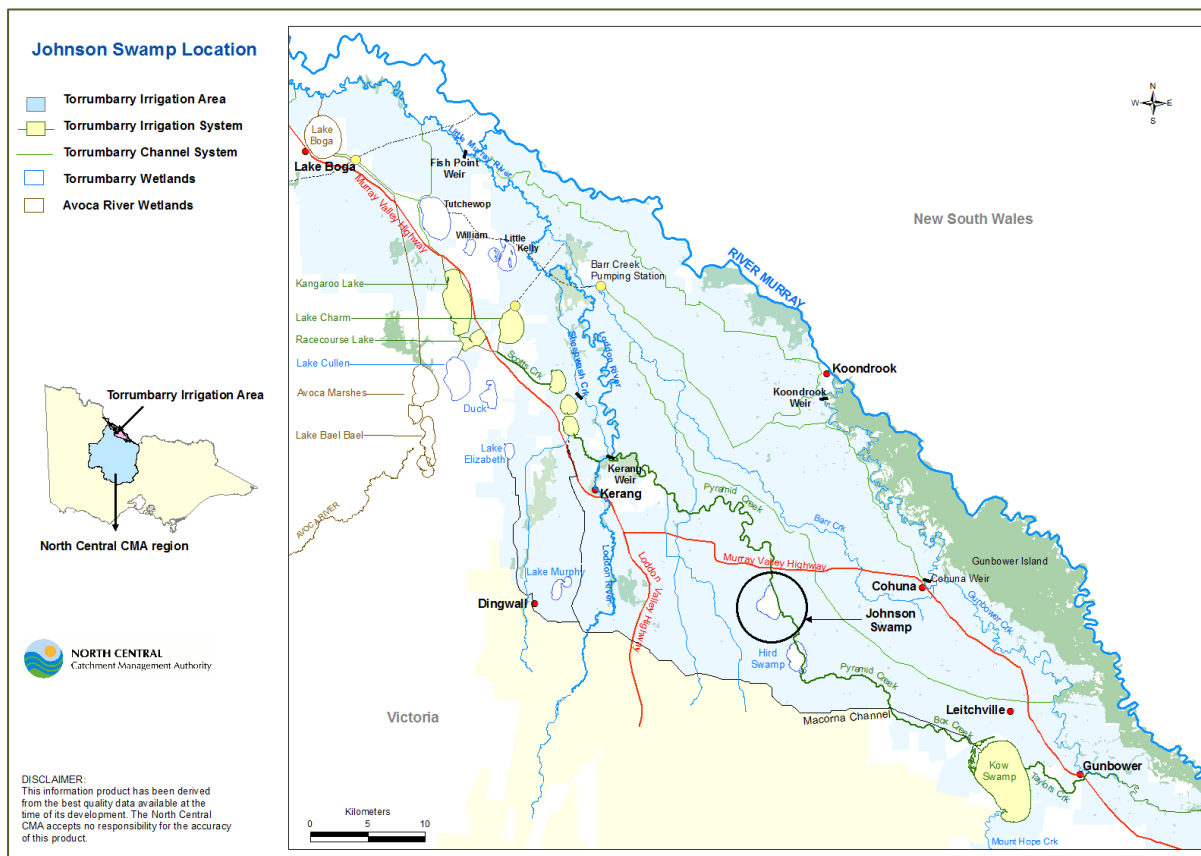 Johnson Swamp Location
Torrumbarry Irrigation Area
Torrumbarry Irrigation System
Torrumbarry Channel System
Torrumbarry Wetlands
Avoca River Wetlands
Torrumbarry Irrigation Area
North Central CMA region
NORTH CENTRAL
Catchment Management Authority
DISCLAIMER:
This information product has been derived
from the best quality data available at the
time of its development. The North Central
CMA accepts no responsibility for the accuracy
of this product.
N
W
E
S
Lake
Boga
Lake Boga
Little Murray River
Fish Point
Weir
Murray Valley Highway
Tutchewop
William
Little
Kelly
New South Wales
RIVER MURRAY
Barr Creek
Pumping Station
Kangaroo Lake
Lake Charm
Racecourse Lake
Lake Cullen
Scotts Crk
Sheepwash Crk
Loddon River
Koondrook
Koondrook
Weir
Avoca Marshes
Duck
Lake Bael Bael
Lake
Elizabeth
Kerang
Weir
Kerang
Pyramid Creek
Barr Crk
AVOCA RIVER
Murray Valley Highway
Gunbower Island
Lake Murphy
Loddon River
Loddon Valley Highway
Cohuna
Cohuna Weir
Gunbower Crk
Dingwall
Johnson
Swamp
Hird
Swamp
Pyramid Creek
Victoria
Macorna Channel
Leitchville
Box Creek
Kow
Swamp
Taylors Crk
Gunbower
Mount Hope Crk
Kilometers
0
5
10